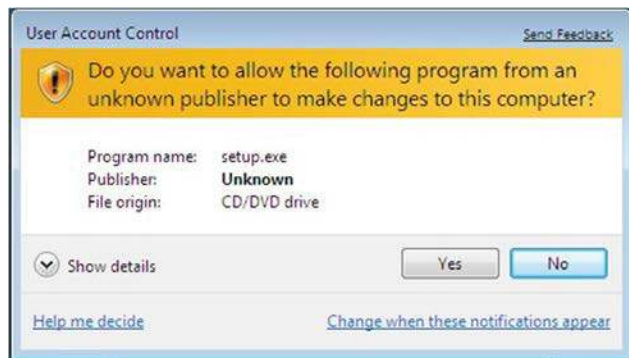 User Account Control
Send Feedback
Do you want to allow the following program from an
unknown publisher to make changes to this computer?
Program name: setup.exe
Publisher: Unknown
File origin: CD/DVD drive
Show details
Yes
No
Help me decide
Change when these notifications appear